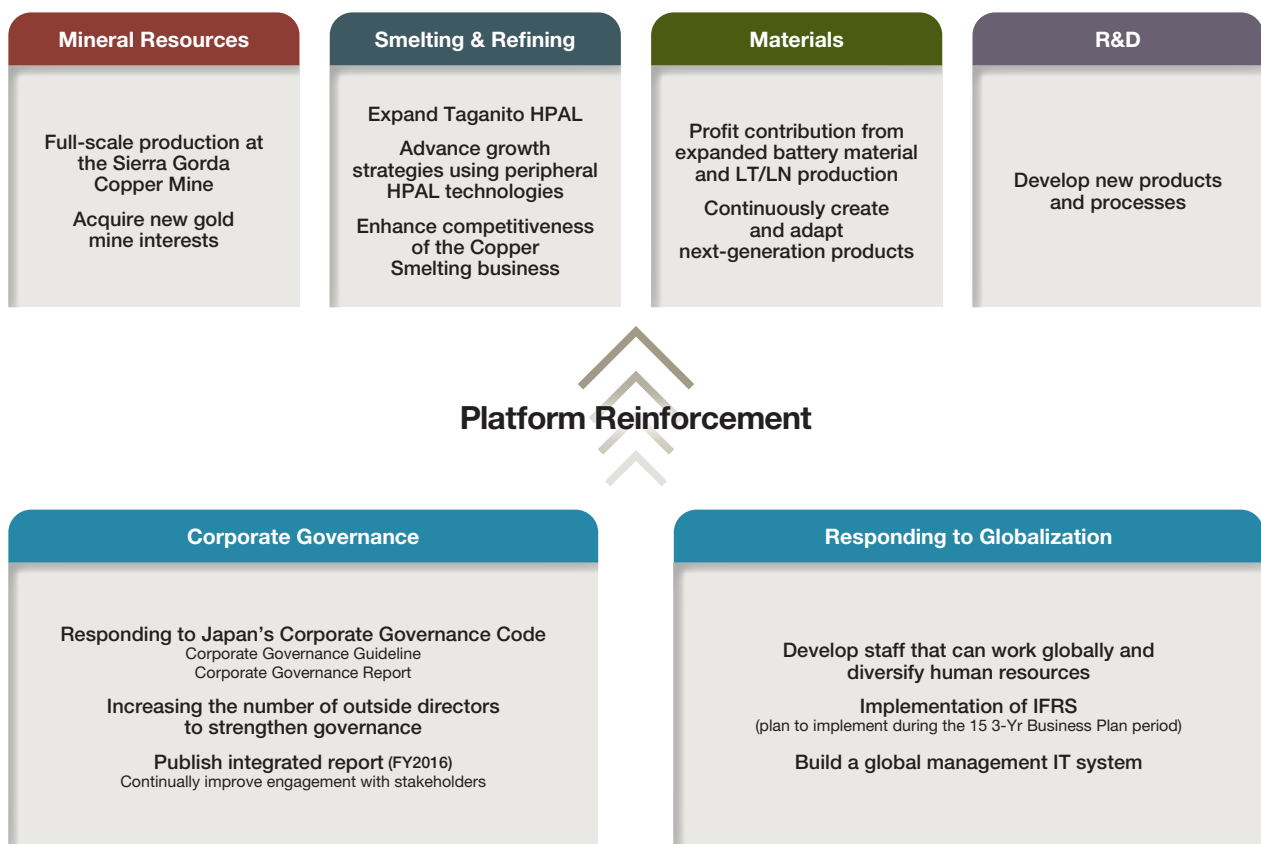 Mineral Resources
Full-scale production at
the Sierra Gorda
Copper Mine
Acquire new gold
mine interests
Smelting & Refining
Expand Taganito HPAL
Advance growth
strategies using peripheral
HPAL technologies
Enhance competitiveness
of the Copper
Smelting business
Materials
Profit contribution from
expanded battery material
and LT/LN production
Continuously create
and adapt
next-generation products
R&D
Develop new products
and processes
Platform Reinforcement
Corporate Governance
Responding to Japan's Corporate Governance Code
Corporate Governance Guideline
Corporate Governance Report
Increasing the number of outside directors
to strengthen governance
Publish integrated report (FY2016)
Continually improve engagement with stakeholders
Responding to Globalization
Develop staff that can work globally and
diversify human resources
Implementation of IFRS
(plan to implement during the 15 3-Yr Business Plan period)
Build a global management IT system